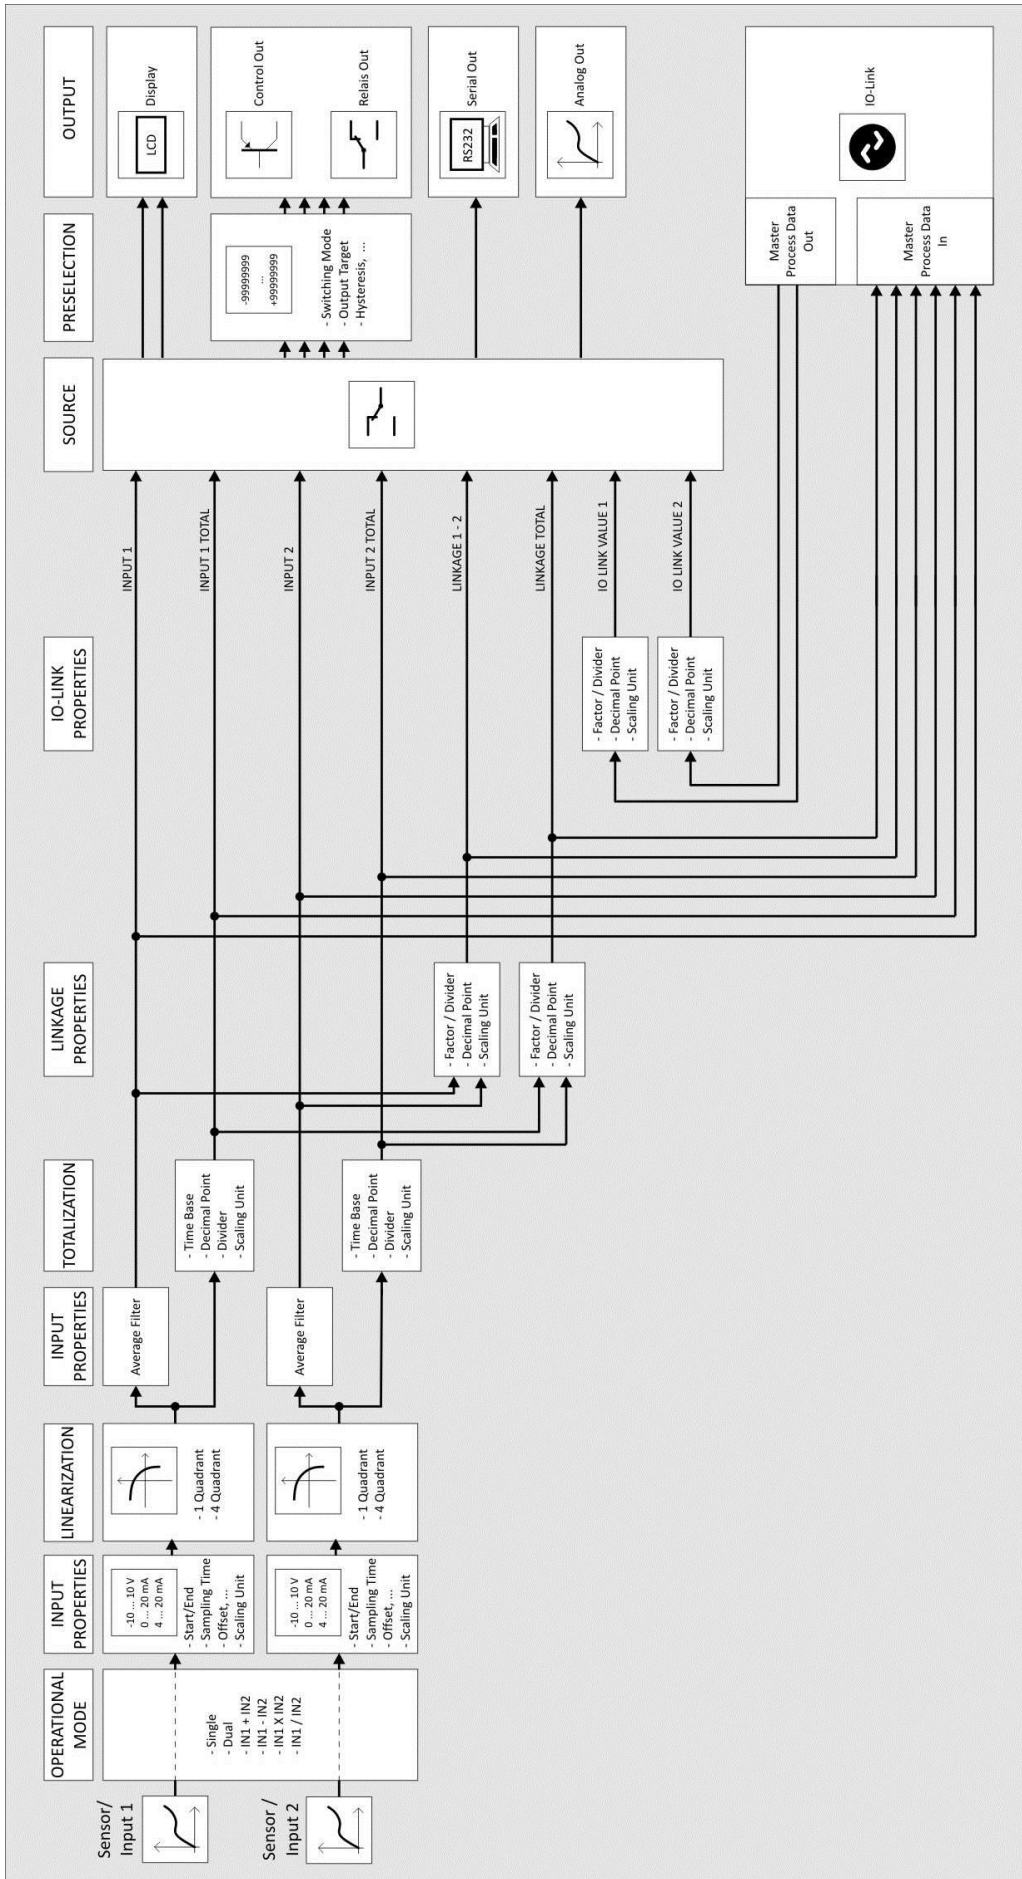 Sensor/
Input 1
Sensor /
Input 2
OPERATIONAL
MODE
- Single
- Dual
- IN1 + IN2
- IN1 - IN2
- IN1 X IN2
- IN1 / IN2
INPUT
PROPERTIES
-10 ... 10 V
0 ... 20 mA
4 ... 20 mA
- Start/End
- Sampling Time
- Offset, ...
- Scaling Unit
-10 ... 10 V
0 ... 20 mA
4 ... 20 mA
- Start/End
- Sampling Time
- Offset, ...
- Scaling Unit
LINEARIZATION
- 1 Quadrant
- 4 Quadrant
- 1 Quadrant
- 4 Quadrant
INPUT
PROPERTIES
Average Filter
Average Filter
TOTALIZATION
- Time Base
- Decimal Point
- Divider
- Scaling Unit
- Time Base
- Decimal Point
- Divider
- Scaling Unit
LINKAGE
PROPERTIES
- Factor / Divider
- Decimal Point
- Scaling Unit
- Factor / Divider
- Decimal Point
- Scaling Unit
IO-LINK
PROPERTIES
- Factor / Divider
- Decimal Point
- Scaling Unit
- Factor / Divider
- Decimal Point
- Scaling Unit
INPUT 1
INPUT 1 TOTAL
INPUT 2
INPUT 2 TOTAL
LINKAGE 1 - 2
LINKAGE TOTAL
IO LINK VALUE 1
IO LINK VALUE 2
SOURCE
PRESELECTION
-99999999
...
+99999999
- Switching Mode
- Output Target
- Hysteresis, ...
OUTPUT
LCD
Display
Control Out
Relais Out
RS232
Serial Out
Analog Out
Master
Process Data
Out
Master
Process Data
In
IO-Link